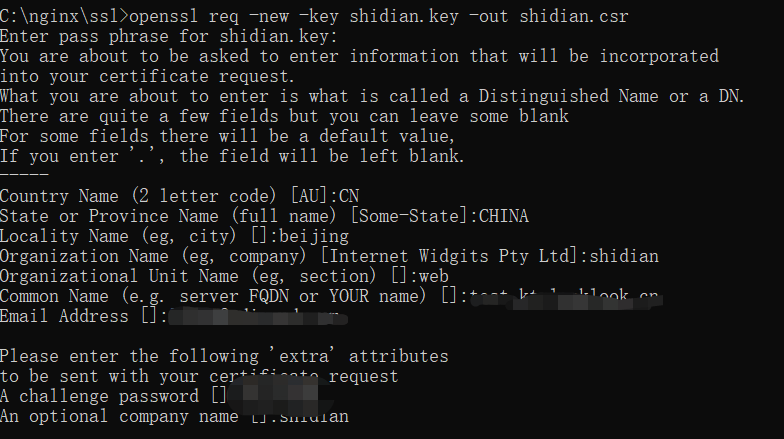 C:\nginx\ssl>openssl req -new -key shidian.key -out shidian.csr
Enter pass phrase for shidian.key:
You are about to be asked to enter information that will be incorporated
into your certificate request.
What you are about to enter is what is called a Distinguished Name or a DN.
There are quite a few fields but you can leave some blank
For some fields there will be a default value,
If you enter '.', the field will be left blank.
-----
Country Name (2 letter code) [AU]:CN
State or Province Name (full name) [Some-State]:CHINA
Locality Name (eg, city) []:beijing
Organization Name (eg, company) [Internet Widgits Pty Ltd]:shidian
Organizational Unit Name (eg, section) []:web
Common Name (e.g. server FQDN or YOUR name) []:
Email Address []:
Please enter the following 'extra' attributes
to be sent with your certificate request
A challenge password []
An optional company name []:shidian